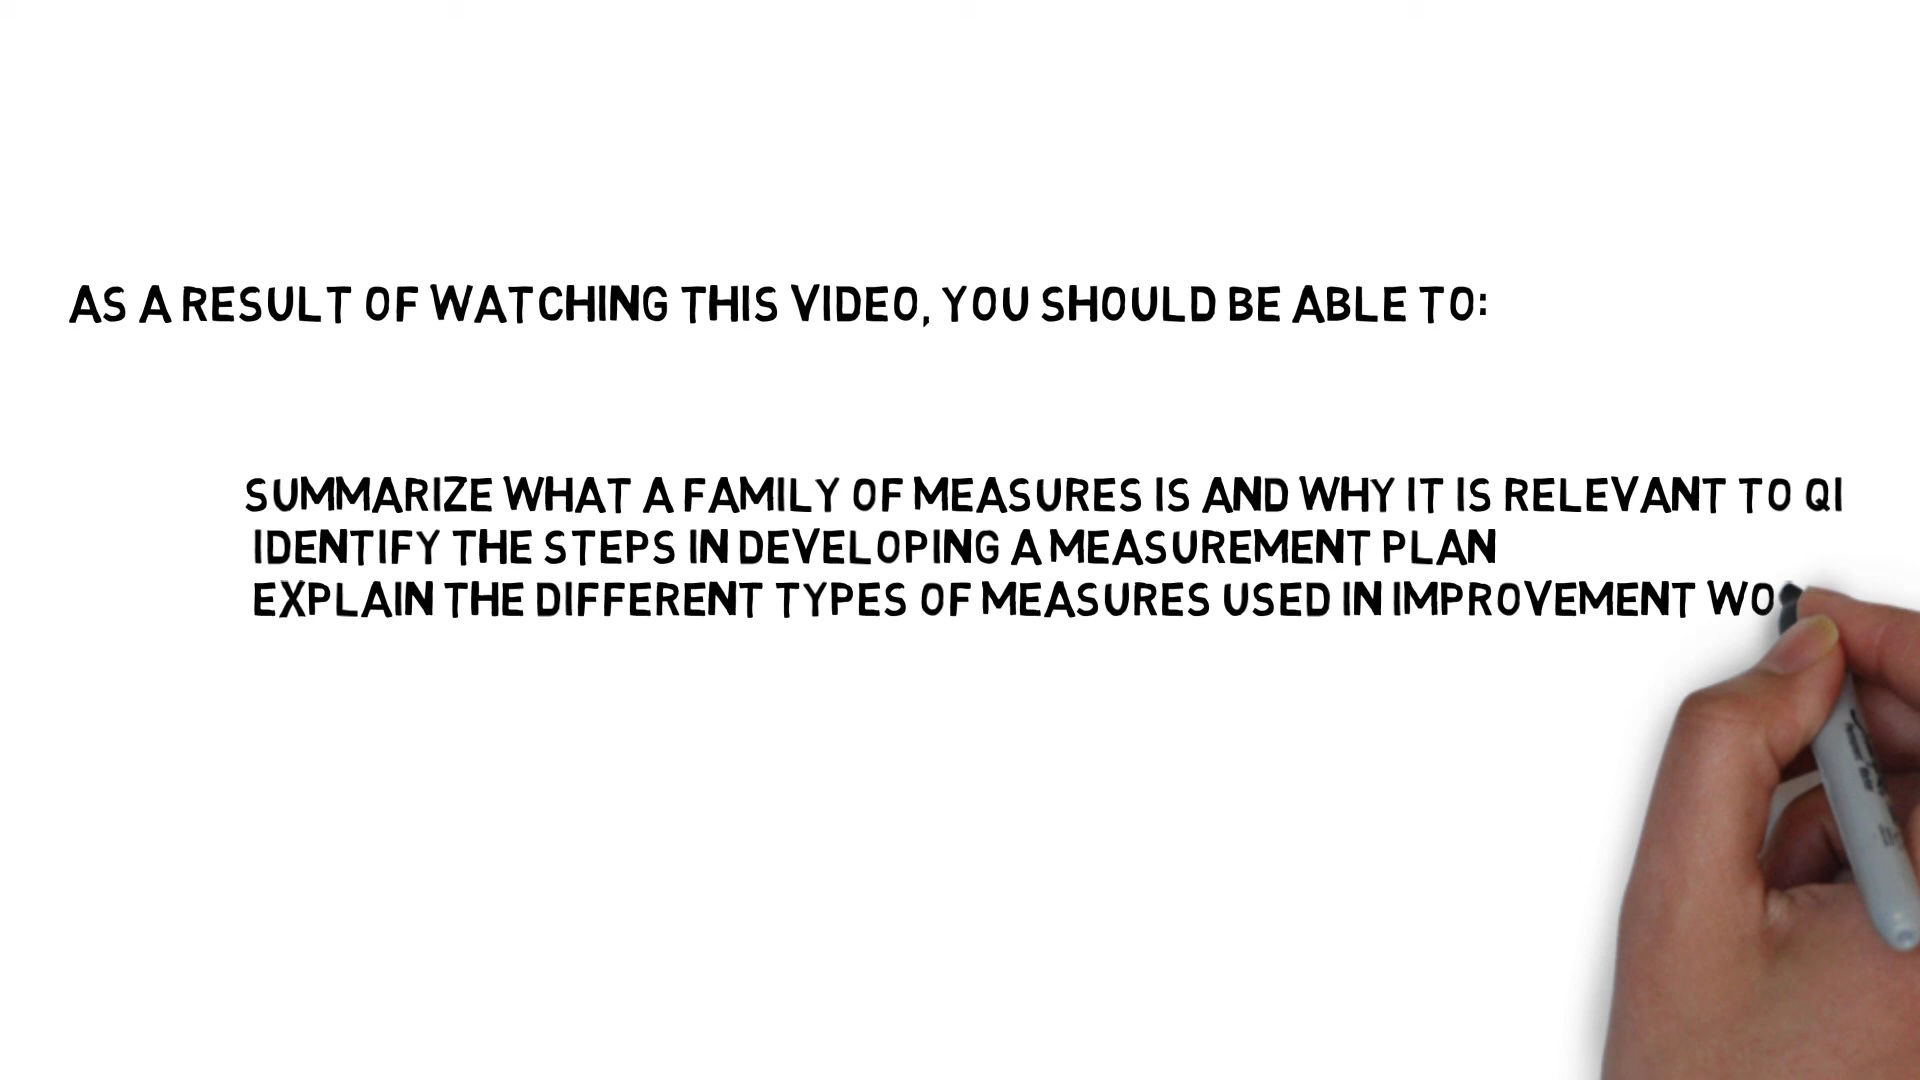 AS A RESULT OF WATCHING THIS VIDEO, YOU SHOULD BE ABLE TO:
SUMMARIZE WHAT A FAMILY OF MEASURES IS AND WHY IT IS RELEVANT TO QI
IDENTIFY THE STEPS IN DEVELOPING A MEASUREMENT PLAN
EXPLAIN THE DIFFERENT TYPES OF MEASURES USED IN IMPROVEMENT WO